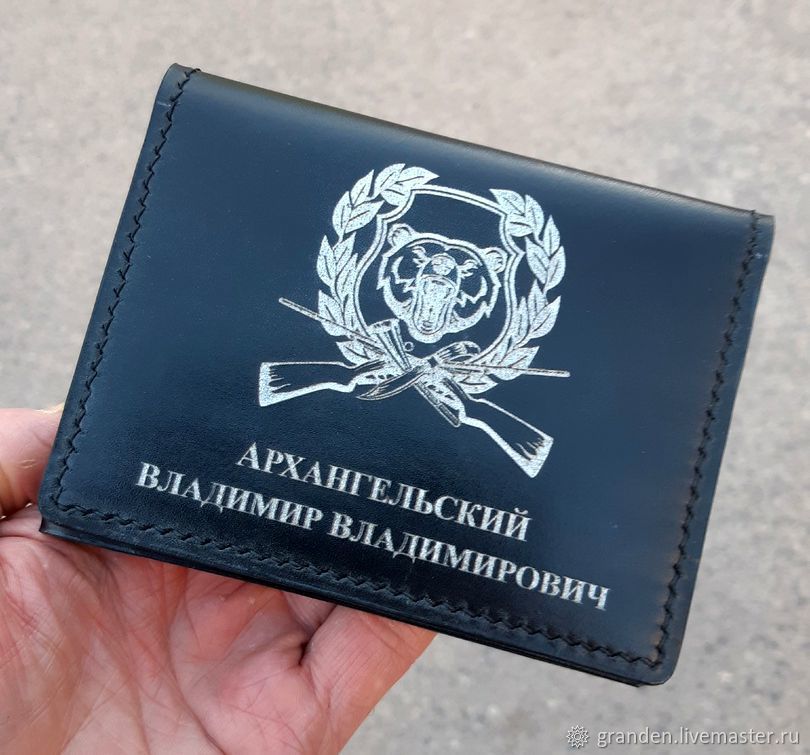 АРХАНГЕЛЬСКИЙ
ВЛАДИМИР ВЛАДИМИРОВИЧ
granden.livemaster.ru